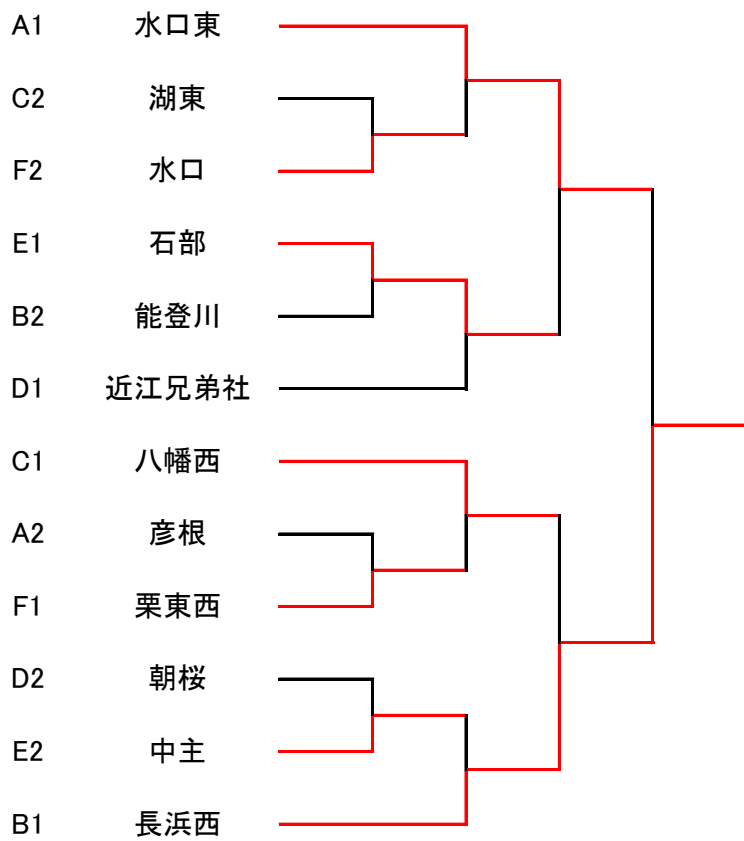 A1 水口東
C2 湖東
F2 水口
E1 石部
B2 能登川
D1 近江兄弟社
C1 八幡西
A2 彦根
F1 栗東西
D2 朝桜
E2 中主
B1 長浜西